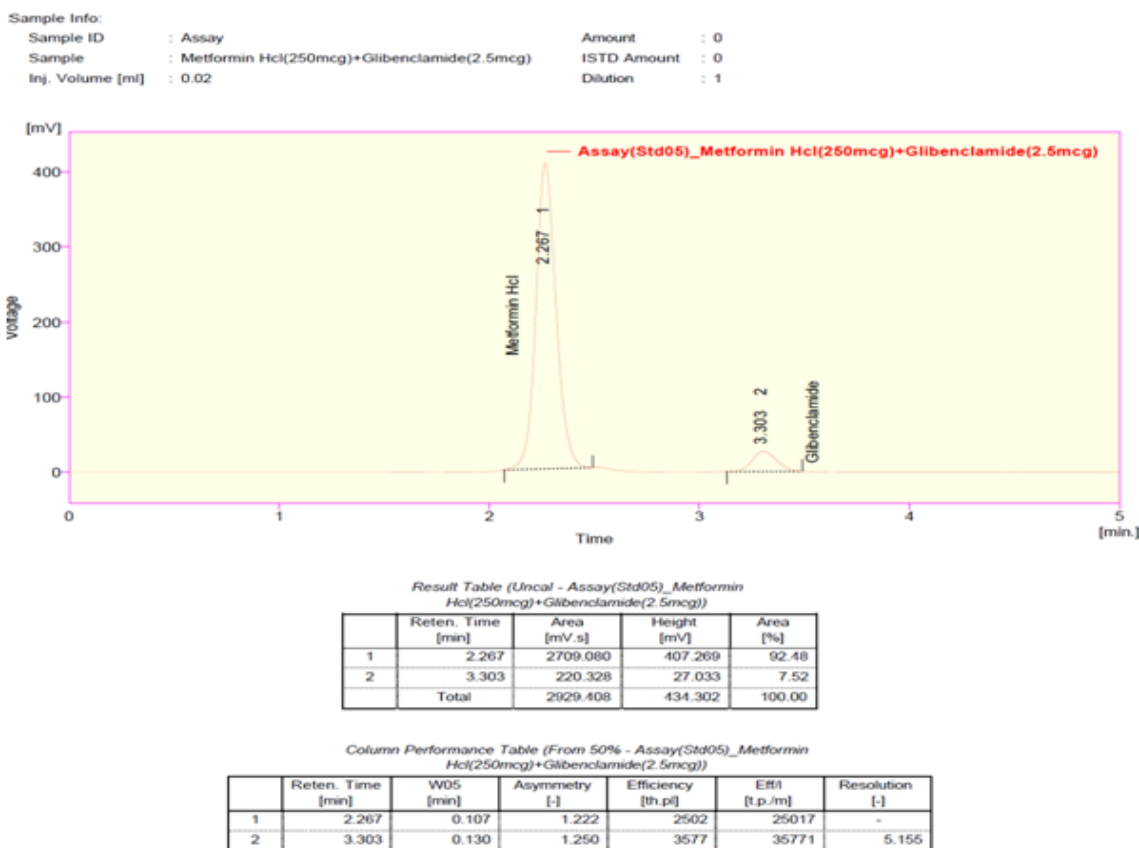 Sample Info:
Sample ID : Assay Amount : 0
Sample : Metformin Hcl(250mcg)+Glibenclamide(2.5mcg) ISTD Amount : 0
Inj. Volume [ml] : 0.02 Dilution : 1
[mV]
Assay(Std05)_Metformin Hcl(250mcg)+Glibenclamide(2.5mcg)
400
300
200
100
0
Voltage
Metformin Hcl
2.267 1
3.303 2
Glibenclamide
0 1 2 3 4 5
Time
[min.]
Result Table (Uncal - Assay(Std05)_Metformin
Hcl(250mcg)+Glibenclamide(2.5mcg))
Reten. Time Area Height Area
[min] [mV.s] [mV] [%]
1 2.267 2709.080 407.269 92.48
2 3.303 220.328 27.033 7.52
Total 2929.408 434.302 100.00
Column Performance Table (From 50% - Assay(Std05)_Metformin
Hcl(250mcg)+Glibenclamide(2.5mcg))
Reten. Time W05 Asymmetry Efficiency Eff/l Resolution
[min] [min] [-] [th.pl] [t.p./m] [-]
1 2.267 0.107 1.222 2502 25017 -
2 3.303 0.130 1.250 3577 35771 5.155